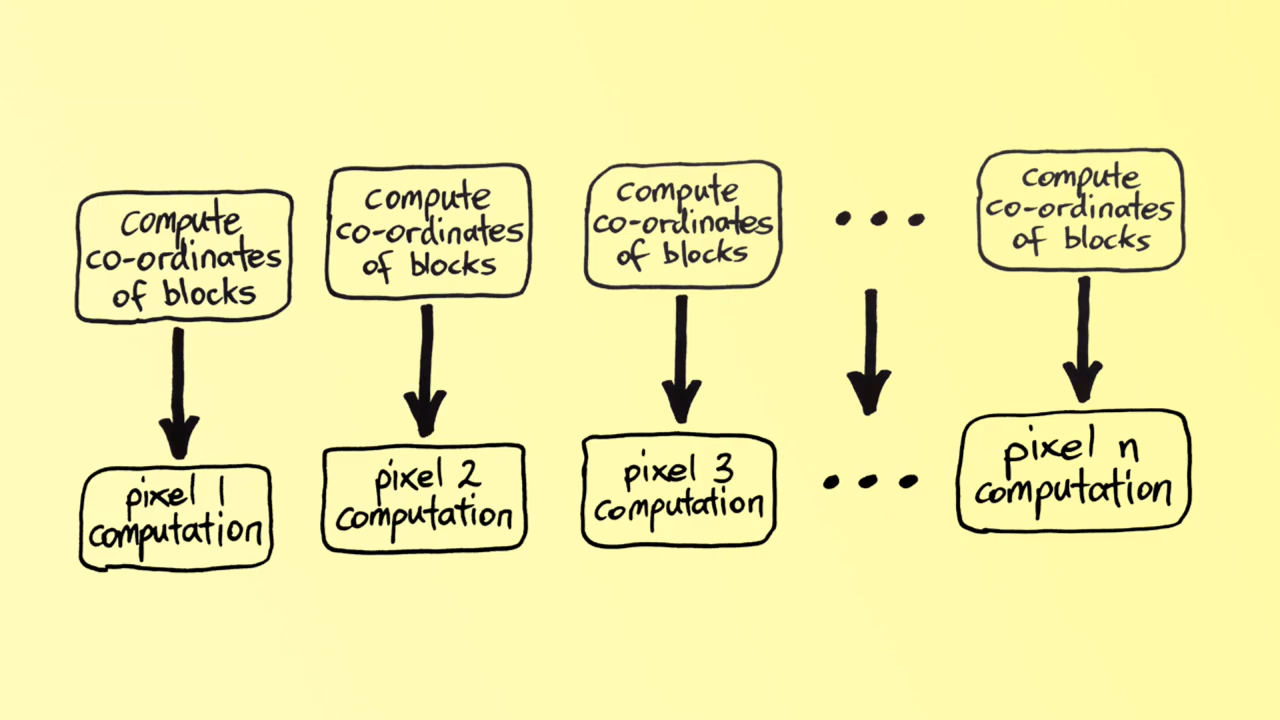 compute
co-ordinates
of blocks
compute
co-ordinates
of blocks
compute
co-ordinates
of blocks
...
compute
co-ordinates
of blocks
pixel 1
computation
pixel 2
computation
pixel 3
computation
...
pixel n
computation